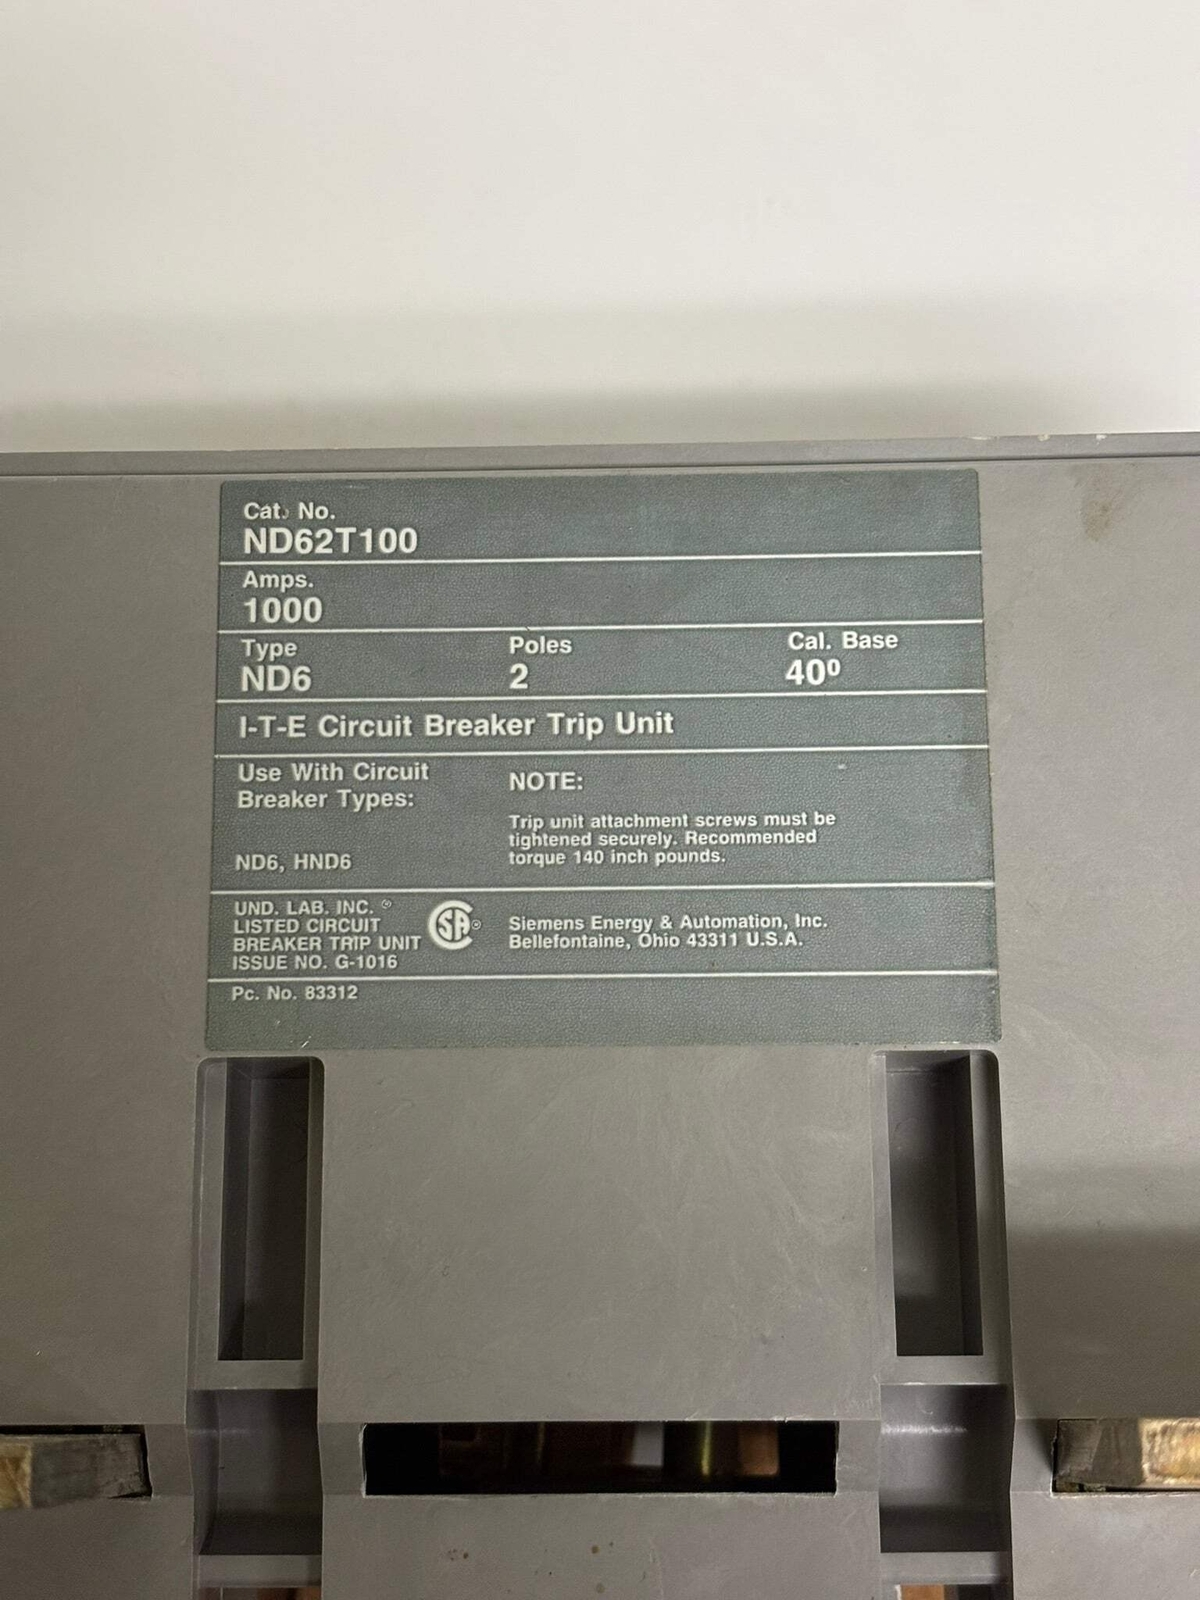 Cat. No.
ND62T100
Amps.
1000
Type Poles Cal. Base
ND6 2 40º
I-T-E Circuit Breaker Trip Unit
Use With Circuit
Breaker Types:
ND6, HND6
NOTE:
Trip unit attachment screws must be
tightened securely. Recommended
torque 140 inch pounds.
UND. LAB. INC. ®
LISTED CIRCUIT
BREAKER TRIP UNIT
ISSUE NO. G-1016
SA ®
Siemens Energy & Automation, Inc.
Bellefontaine, Ohio 43311 U.S.A.
Pc. No. 83312